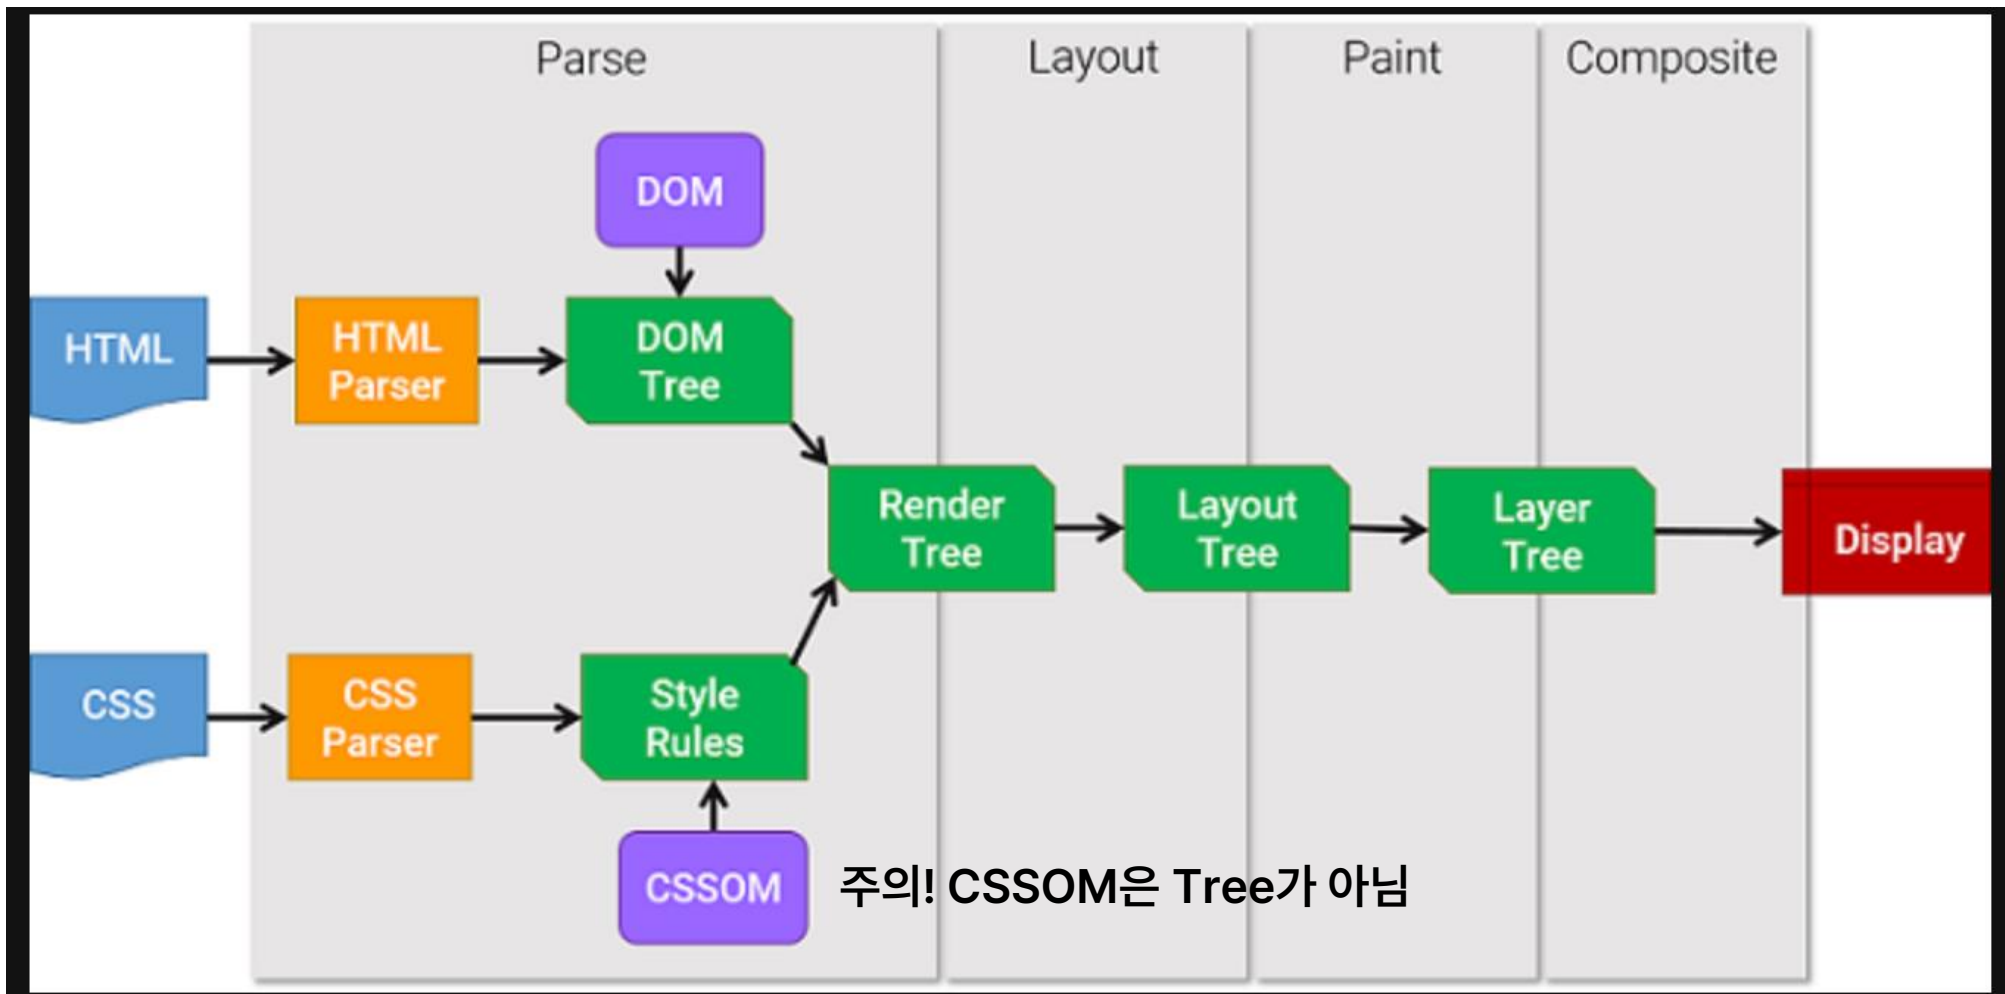 Parse
Layout
Paint
Composite
DOM
HTML
HTML
Parser
DOM
Tree
Render
Tree
Layout
Tree
Layer
Tree
Display
CSS
CSS
Parser
Style
Rules
CSSOM
주의! CSSOM은 Tree가 아님